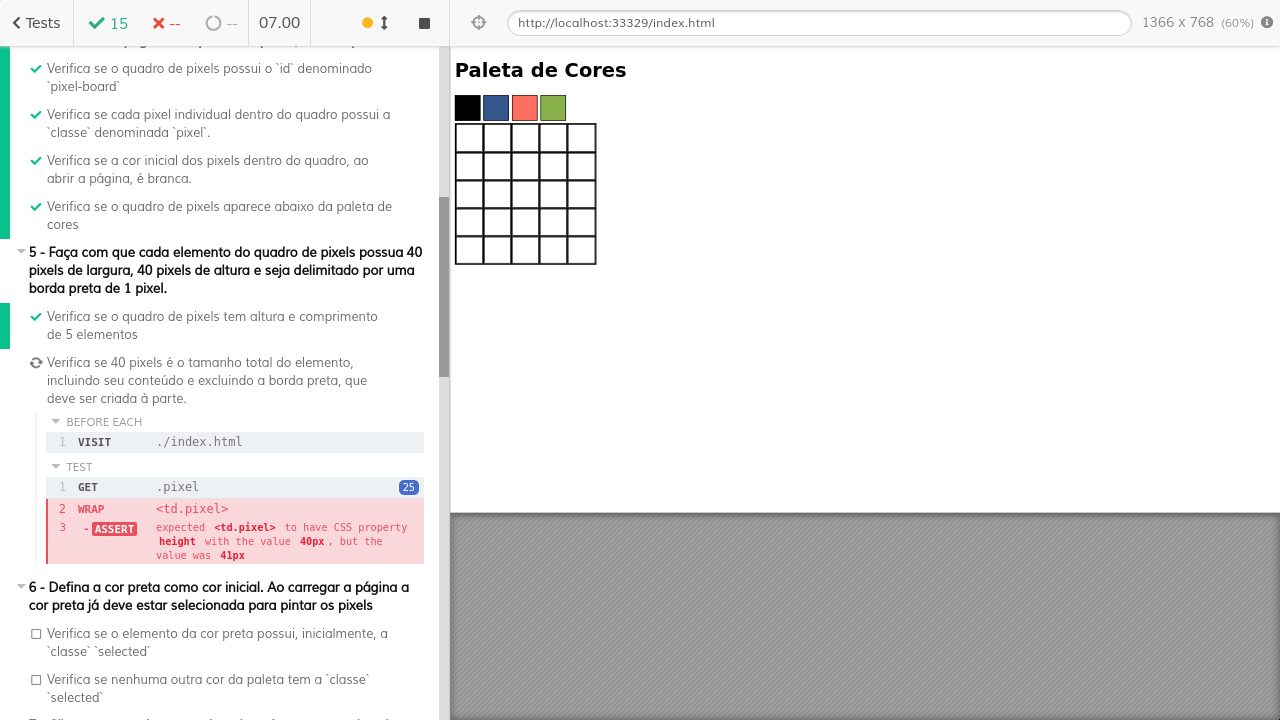 Tests
15
--
--
07.00
http://localhost:33329/index.html
1366 x 768 (60%)
Verifica se o quadro de pixels possui o `id` denominado
`pixel-board`
Verifica se cada pixel individual dentro do quadro possui a
`classe` denominada `pixel`.
Verifica se a cor inicial dos pixels dentro do quadro, ao
abrir a página, é branca.
Verifica se o quadro de pixels aparece abaixo da paleta de
cores
5 - Faça com que cada elemento do quadro de pixels possua 40
pixels de largura, 40 pixels de altura e seja delimitado por uma
borda preta de 1 pixel.
Verifica se o quadro de pixels tem altura e comprimento
de 5 elementos
Verifica se 40 pixels é o tamanho total do elemento,
incluindo seu conteúdo e excluindo a borda preta, que
deve ser criada à parte.
BEFORE EACH
1 VISIT ./index.html
TEST
1 GET .pixel 25
2 WRAP <td.pixel>
3 - ASSERT expected <td.pixel> to have CSS property
height with the value 40px, but the
value was 41px
6 - Defina a cor preta como cor inicial. Ao carregar a página a
cor preta já deve estar selecionada para pintar os pixels
Verifica se o elemento da cor preta possui, inicialmente, a
`classe` `selected`
Verifica se nenhuma outra cor da paleta tem a `classe`
`selected`
Paleta de Cores